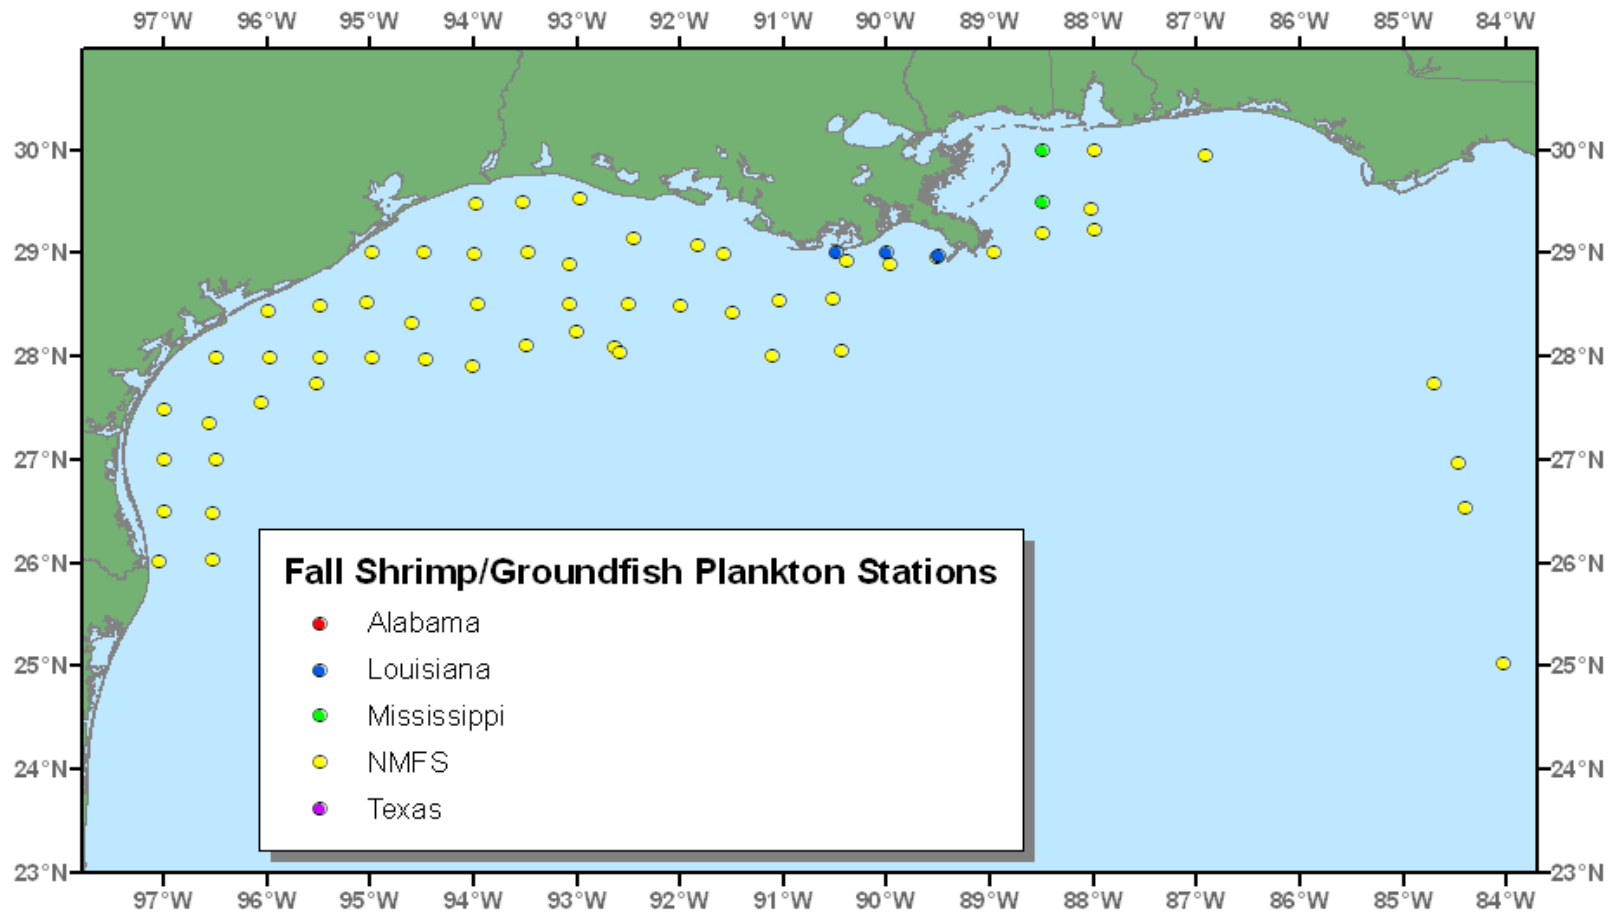 97°W 96°W 95°W 94°W 93°W 92°W 91°W 90°W 89°W 88°W 87°W 86°W 85°W 84°W
30°N 30°N
29°N 29°N
28°N 28°N
27°N 27°N
26°N 26°N
Fall Shrimp/Groundfish Plankton Stations
Alabama
Louisiana
Mississippi
NMFS
Texas
25°N 25°N
24°N 24°N
23°N 23°N
97°W 96°W 95°W 94°W 93°W 92°W 91°W 90°W 89°W 88°W 87°W 86°W 85°W 84°W